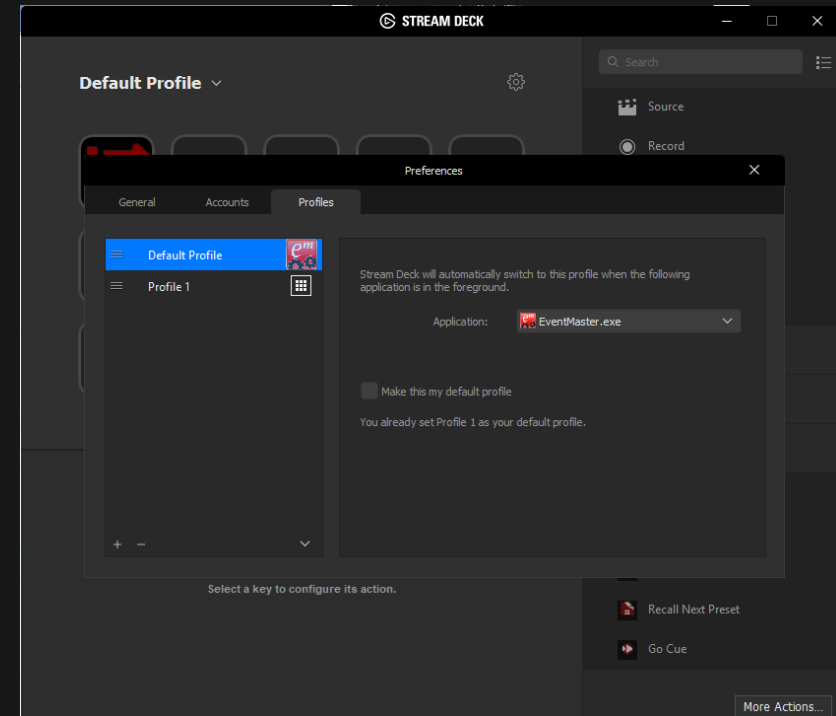 STREAM DECK
Default Profile
Search
Source
Record
Preferences
General
Accounts
Profiles
Default Profile
em
Profile 1
Stream Deck will automatically switch to this profile when the following
application is in the foreground.
Application:
EventMaster.exe
Make this my default profile
You already set Profile 1 as your default profile.
Select a key to configure its action.
Recall Next Preset
Go Cue
More Actions...